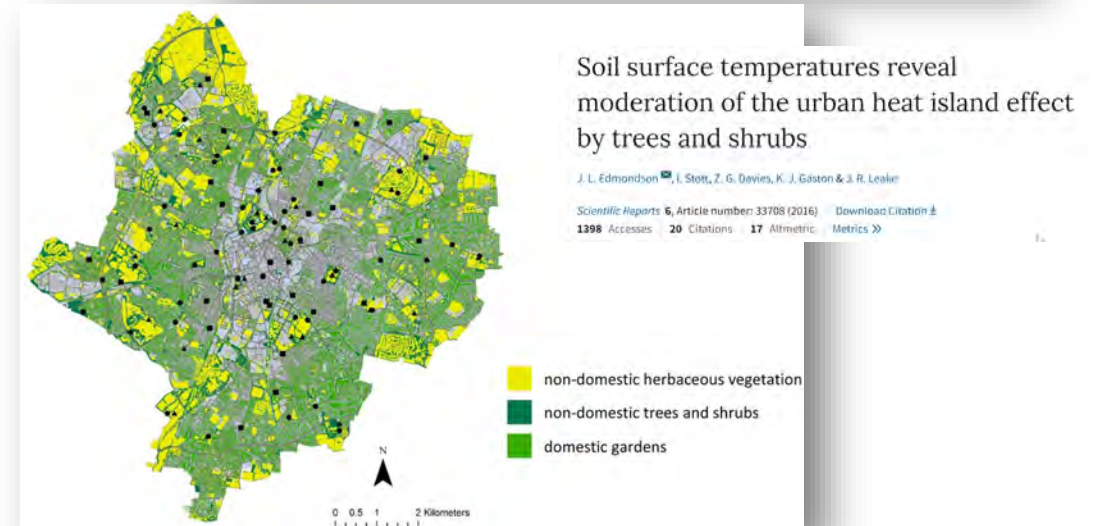 Soil surface temperatures reveal
moderation of the urban heat island effect
by trees and shrubs
J. L. Edmondson, I. Stott, Z. G. Davies, K. J. Gaston & J. R. Leake
Scientific Reports 6, Article number: 33708 (2016) Download Citation
1398 Accesses 20 Citations 17 Altmetric Metrics »
non-domestic herbaceous vegetation
non-domestic trees and shrubs
domestic gardens
N
0 0.5 1 2 Kilometers